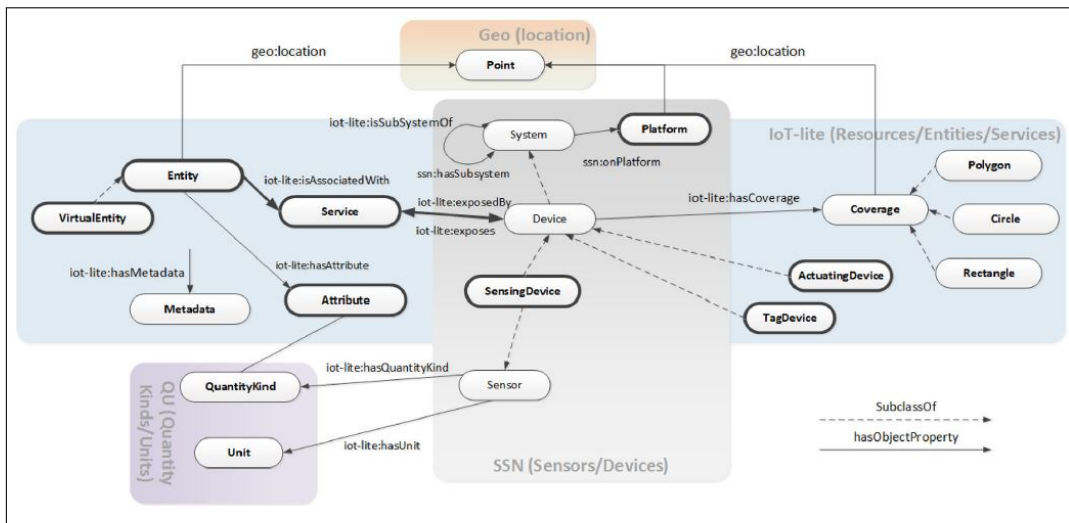 Geo (location)
geo:location
geo:location
Point
iot-lite:isSubSystemOf
System
Platform
IoT-lite (Resources/Entities/Services)
ssn:onPlatform
Polygon
Entity
ssn:hasSubsystem
iot-lite:isAssociatedWith
VirtualEntity
Service
iot-lite:exposedBy
iot-lite:exposes
Device
iot-lite:hasCoverage
Coverage
Circle
iot-lite:hasMetadata
iot-lite:hasAttribute
Rectangle
ActuatingDevice
Metadata
Attribute
SensingDevice
TagDevice
iot-lite:hasQuantityKind
QuantityKind
Sensor
QU (Quantity
Kinds/Units)
SubclassOf
iot-lite:hasUnit
Unit
hasObjectProperty
SSN (Sensors/Devices)